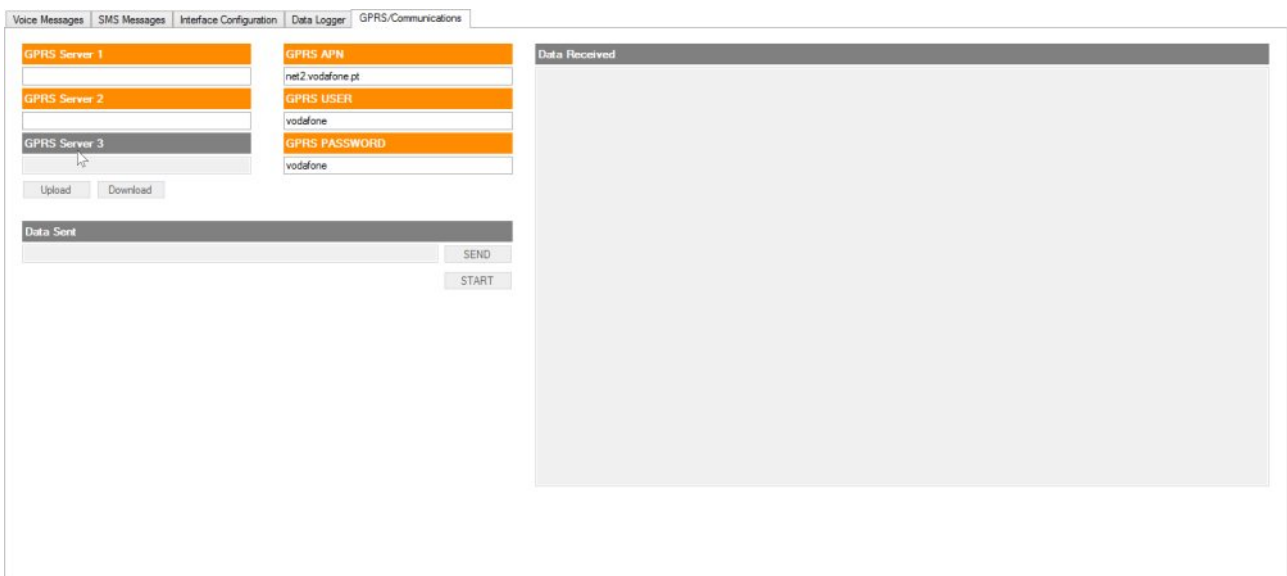 Voice Messages SMS Messages Interface Configuration Data Logger GPRS/Communications
GPRS Server 1
GPRS Server 2
GPRS Server 3
Upload Download
GPRS APN
net2.vodafone.pt
GPRS USER
vodafone
GPRS PASSWORD
vodafone
Data Sent
SEND
START
Data Received